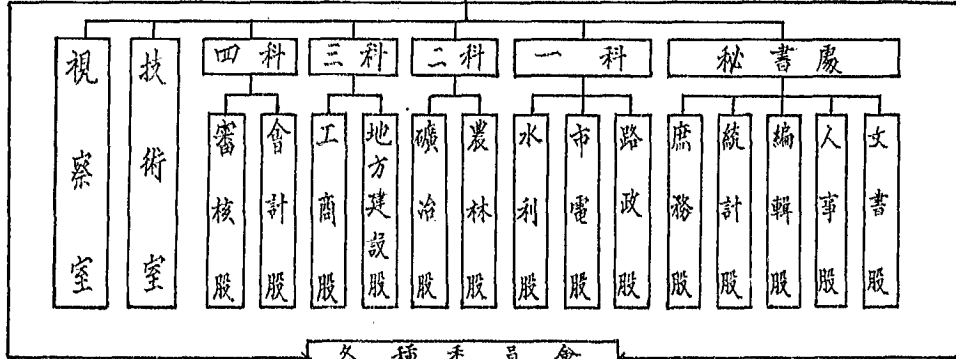 秘書處
一科
二科
三科
四科
技術室
視察室
文書股
人事股
編輯股
統計股
庶務股
路政股
市電股
水利股
農林股
礦冶股
地方建設股
工商股
會計股
審核股
各種委員會